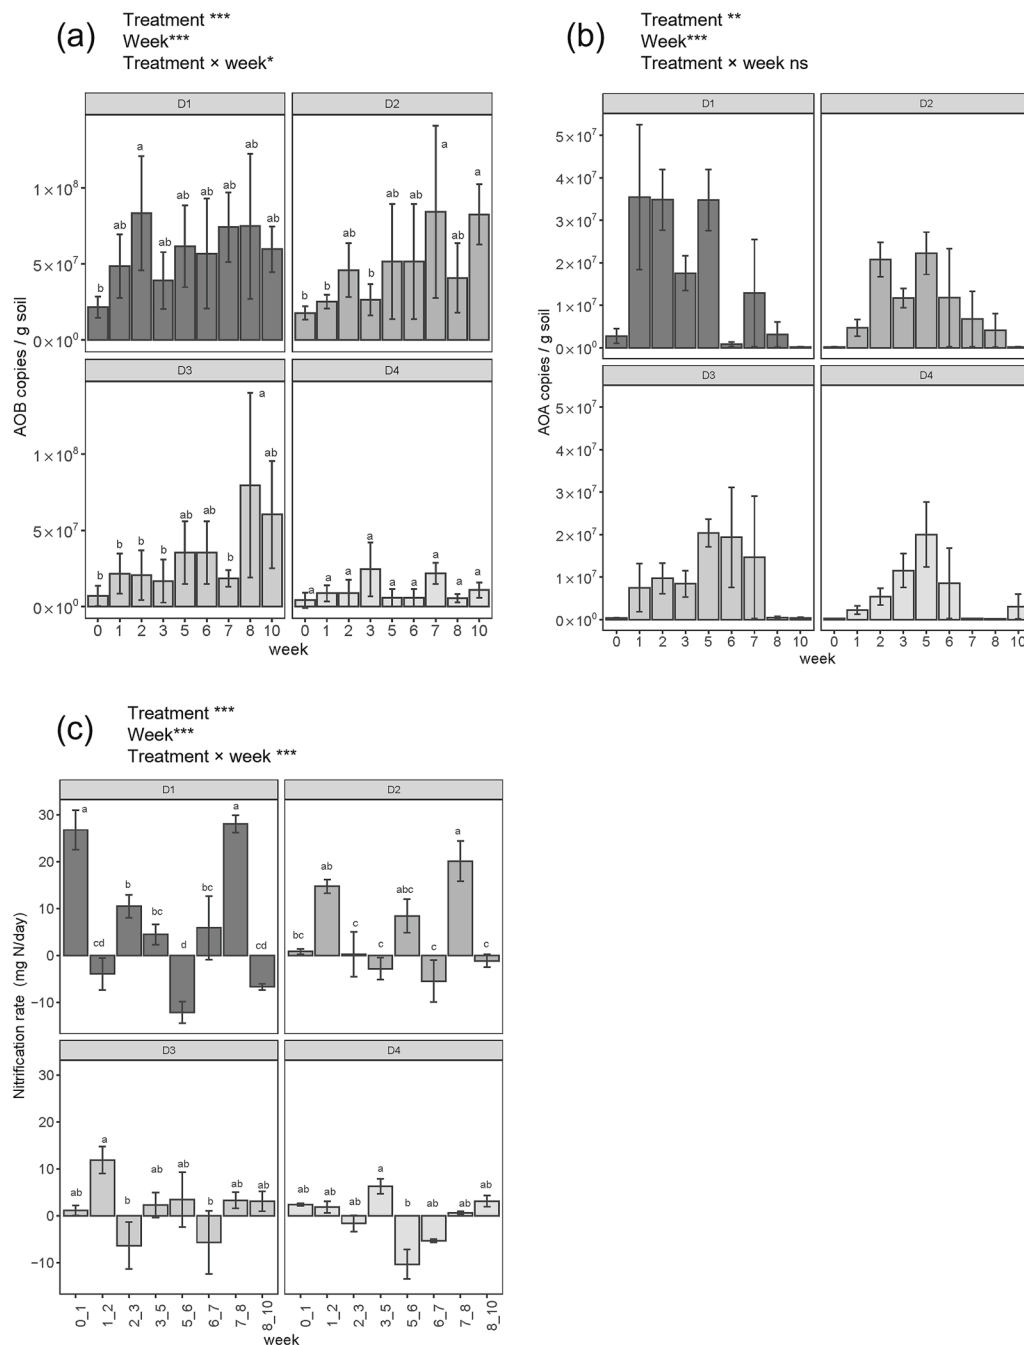 (a)
Treatment ***
Week***
Treatment × week*
D1
D2
AOB copies / g soil
1×10⁸
5×10⁷
0×10⁰
b
ab
a
ab
ab
ab
ab
ab
ab
b
b
ab
b
ab
ab
a
ab
a
D3
D4
1×10⁸
5×10⁷
0×10⁰
b
b
b
b
ab
ab
b
a
ab
a
a
a
a
a
a
a
a
a
0 1 2 3 5 6 7 8 10
0 1 2 3 5 6 7 8 10
week
(b)
Treatment **
Week***
Treatment × week ns
D1
D2
AOA copies / g soil
5×10⁷
4×10⁷
3×10⁷
2×10⁷
1×10⁷
0×10⁰
D3
D4
5×10⁷
4×10⁷
3×10⁷
2×10⁷
1×10⁷
0×10⁰
0 1 2 3 5 6 7 8 10
0 1 2 3 5 6 7 8 10
week
(c)
Treatment ***
Week***
Treatment × week ***
D1
D2
Nitrification rate (mg N/day)
30
20
10
0
−10
a
cd
b
bc
d
bc
a
cd
bc
ab
c
c
abc
c
a
c
D3
D4
30
20
10
0
−10
ab
a
b
ab
ab
b
ab
ab
ab
ab
ab
a
b
ab
ab
ab
0_1 1_2 2_3 3_5 5_6 6_7 7_8 8_10
0_1 1_2 2_3 3_5 5_6 6_7 7_8 8_10
week